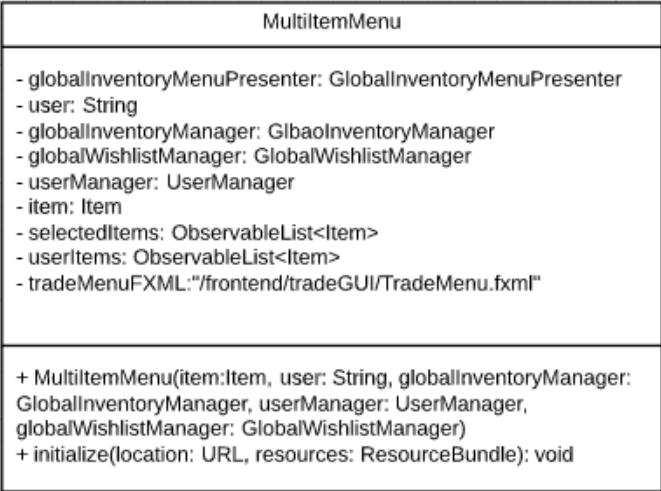 MultiItemMenu
- globalInventoryMenuPresenter: GlobalInventoryMenuPresenter
- user: String
- globalInventoryManager: GlbaolnventoryManager
- globalWishlistManager: GlobalWishlistManager
- userManager: UserManager
- item: Item
- selectedItems: ObservableList<Item>
- userItems: ObservableList<Item>
- tradeMenuFXML:"/frontend/tradeGUI/TradeMenu.fxml"
+ MultiItemMenu(item:Item, user: String, globalInventoryManager:
GlobalInventoryManager, userManager: UserManager,
globalWishlistManager: GlobalWishlistManager)
+ initialize(location: URL, resources: ResourceBundle): void